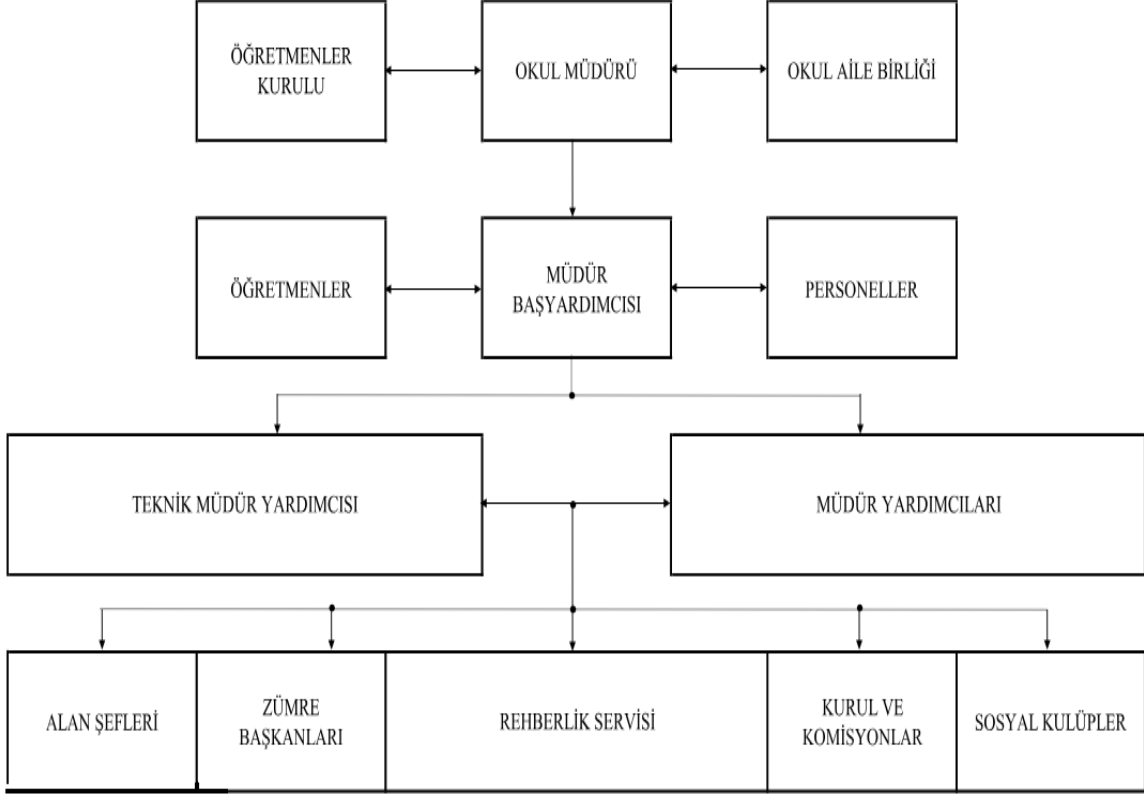 ÖĞRETMENLER
KURULU
OKUL MÜDÜRÜ
OKUL AİLE BİRLİĞİ
ÖĞRETMENLER
MÜDÜR
BAŞYARDIMCISI
PERSONELLER
TEKNİK MÜDÜR YARDIMCISI
MÜDÜR YARDIMCILARI
ALAN ŞEFLERİ
ZÜMRE
BAŞKANLARI
REHBERLİK SERVİSİ
KURUL VE
KOMİSYONLAR
SOSYAL KULÜPLER